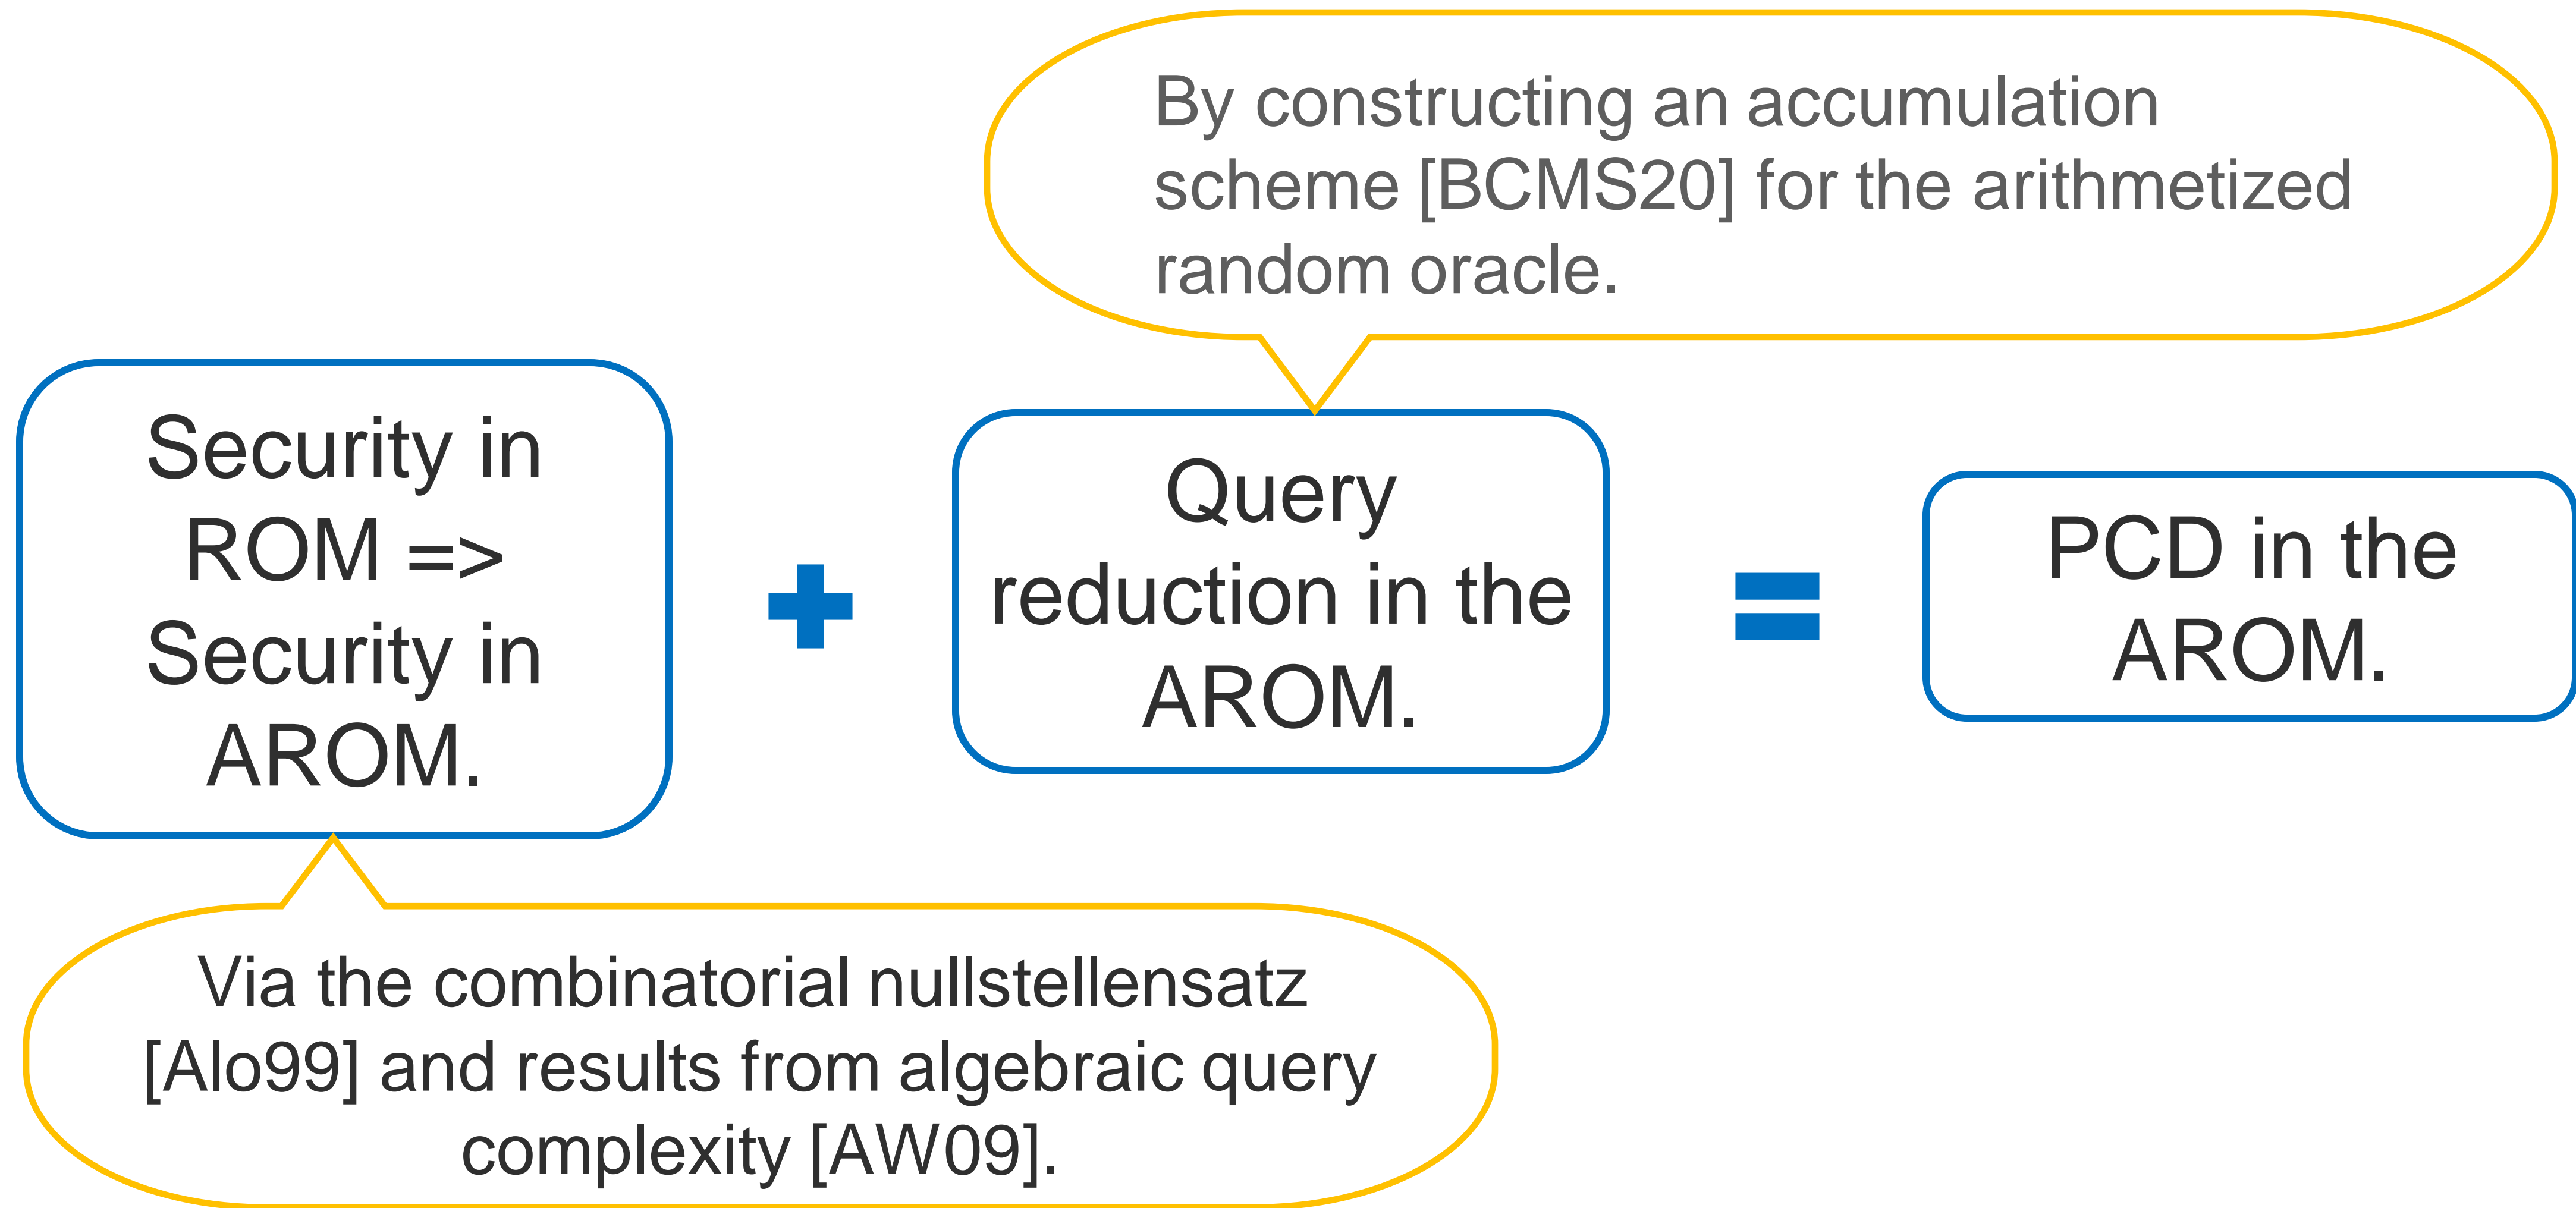 By constructing an accumulation
scheme [BCMS20] for the arithmetized
random oracle.
Security in
ROM =>
Security in
AROM.
Query
reduction in the
AROM.
PCD in the
AROM.
Via the combinatorial nullstellensatz
[Alo99] and results from algebraic query
complexity [AW09].